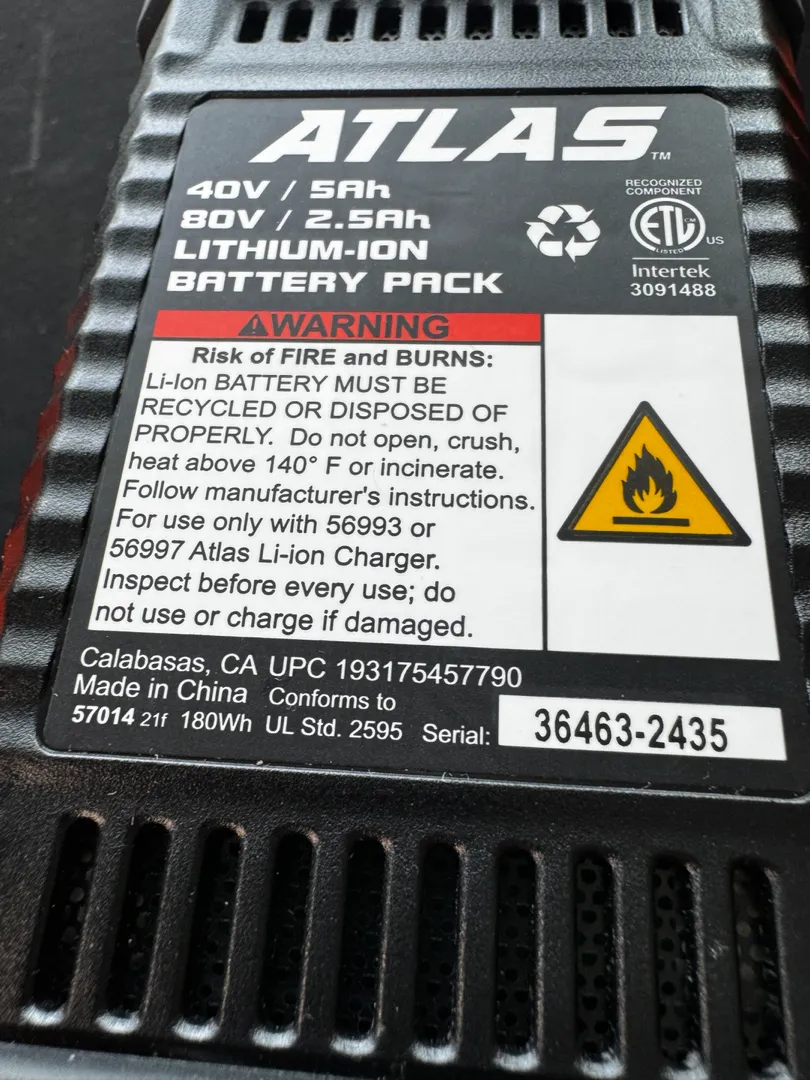 ATLAS™
40V / 5Ah
80V / 2.5Ah
LITHIUM-ION
BATTERY PACK
RECOGNIZED
COMPONENT
ETL CM
LISTED
US
Intertek
3091488
WARNING
Risk of FIRE and BURNS:
Li-Ion BATTERY MUST BE
RECYCLED OR DISPOSED OF
PROPERLY. Do not open, crush,
heat above 140° F or incinerate.
Follow manufacturer's instructions.
For use only with 56993 or
56997 Atlas Li-ion Charger.
Inspect before every use; do
not use or charge if damaged.
Calabasas, CA UPC 193175457790
Made in China Conforms to
57014 21f 180Wh UL Std. 2595 Serial: 36463-2435